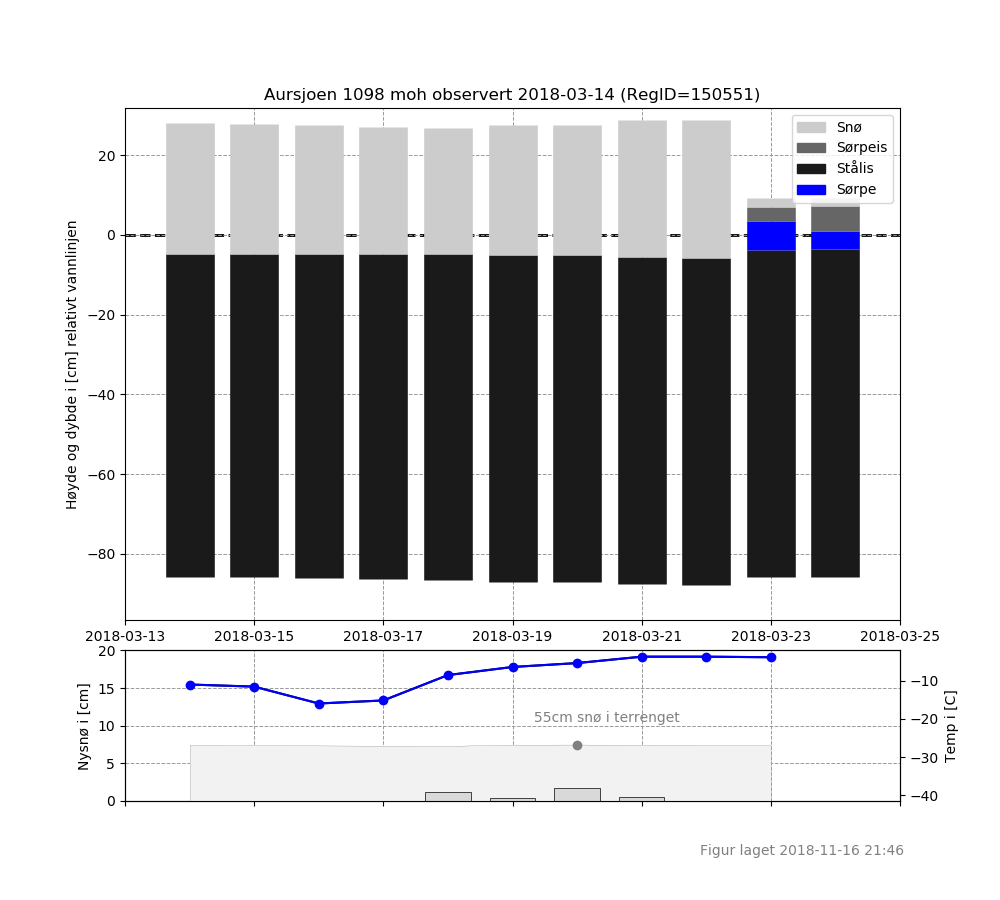 Aursjoen 1098 moh observert 2018-03-14 (RegID=150551)
Snø
Sørpeis
Stålis
Sørpe
20
0
−20
−40
−60
−80
Høyde og dybde i [cm] relativt vannlinjen
2018-03-13 2018-03-15 2018-03-17 2018-03-19 2018-03-21 2018-03-23 2018-03-25
20
15
10
5
0
Nysnø i [cm]
55cm snø i terrenget
−10
−20
−30
−40
Temp i [C]
Figur laget 2018-11-16 21:46